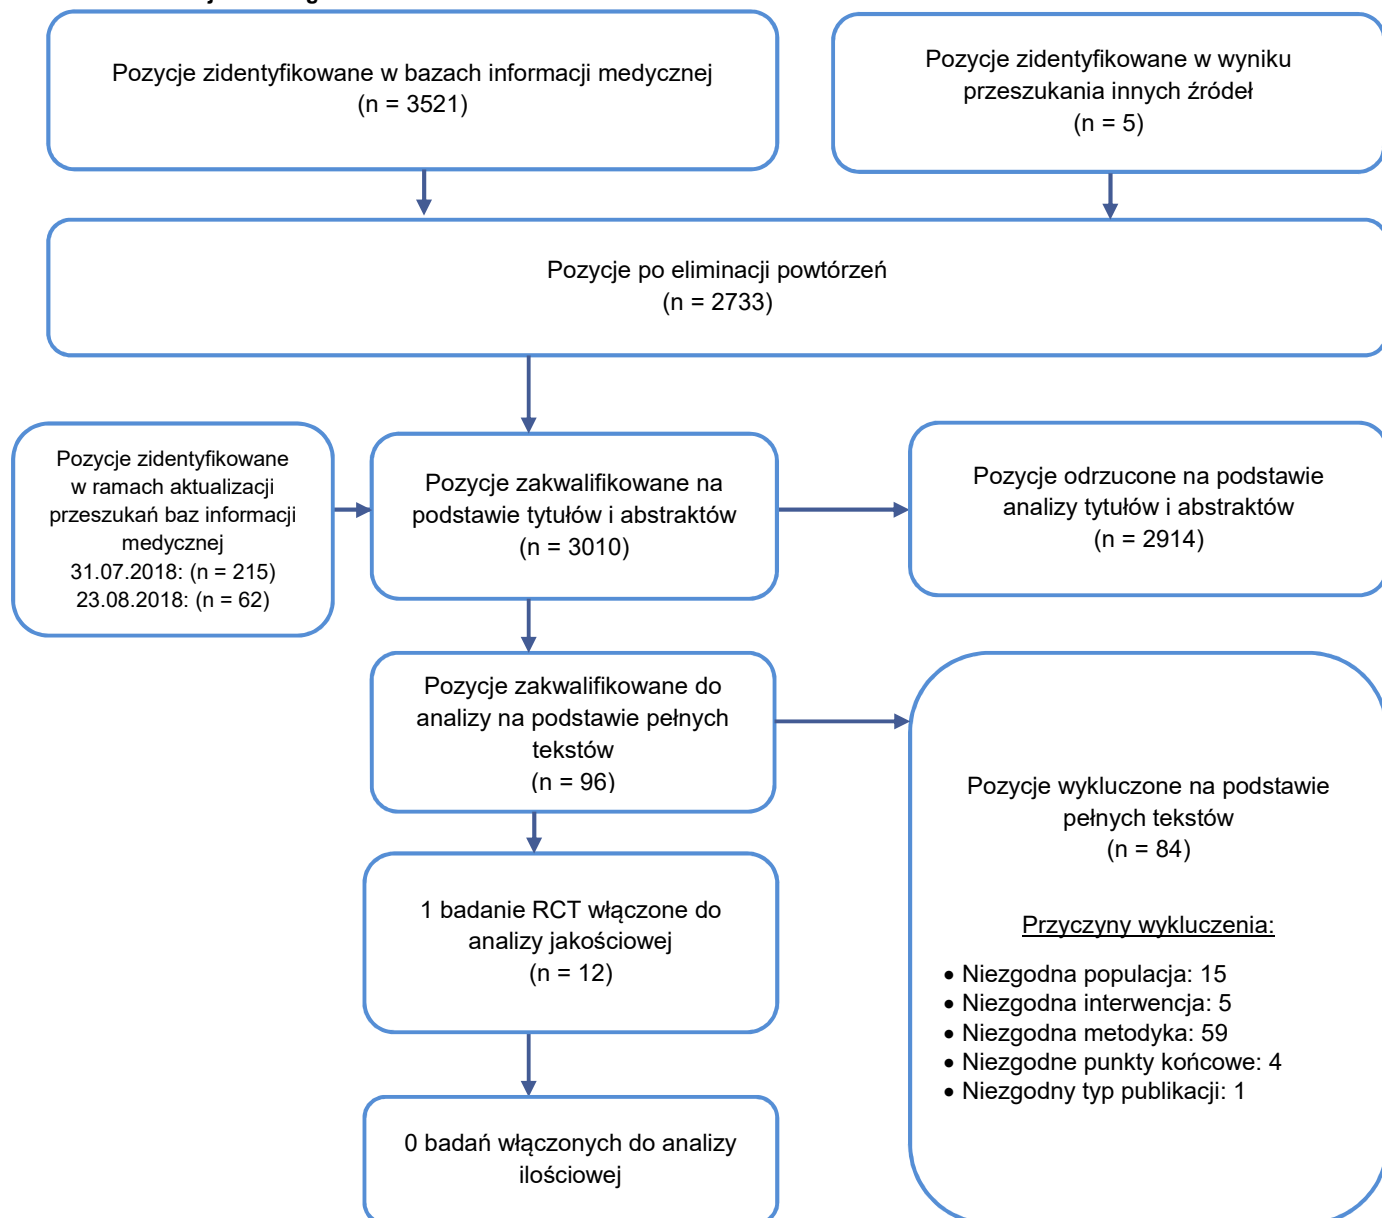 Pozycje zidentyfikowane w bazach informacji medycznej
(n = 3521)
Pozycje zidentyfikowane w wyniku
przeszukania innych źródeł
(n = 5)
Pozycje po eliminacji powtórzeń
(n = 2733)
Pozycje zidentyfikowane
w ramach aktualizacji
przeszukań baz informacji
medycznej
31.07.2018: (n = 215)
23.08.2018: (n = 62)
Pozycje zakwalifikowane na
podstawie tytułów i abstraktów
(n = 3010)
Pozycje odrzucone na podstawie
analizy tytułów i abstraktów
(n = 2914)
Pozycje zakwalifikowane do
analizy na podstawie pełnych
tekstów
(n = 96)
Pozycje wykluczone na podstawie
pełnych tekstów
(n = 84)
Przyczyny wykluczenia:
• Niezgodna populacja: 15
• Niezgodna interwencja: 5
• Niezgodna metodyka: 59
• Niezgodne punkty końcowe: 4
• Niezgodny typ publikacji: 1
1 badanie RCT włączone do
analizy jakościowej
(n = 12)
0 badań włączonych do analizy
ilościowej